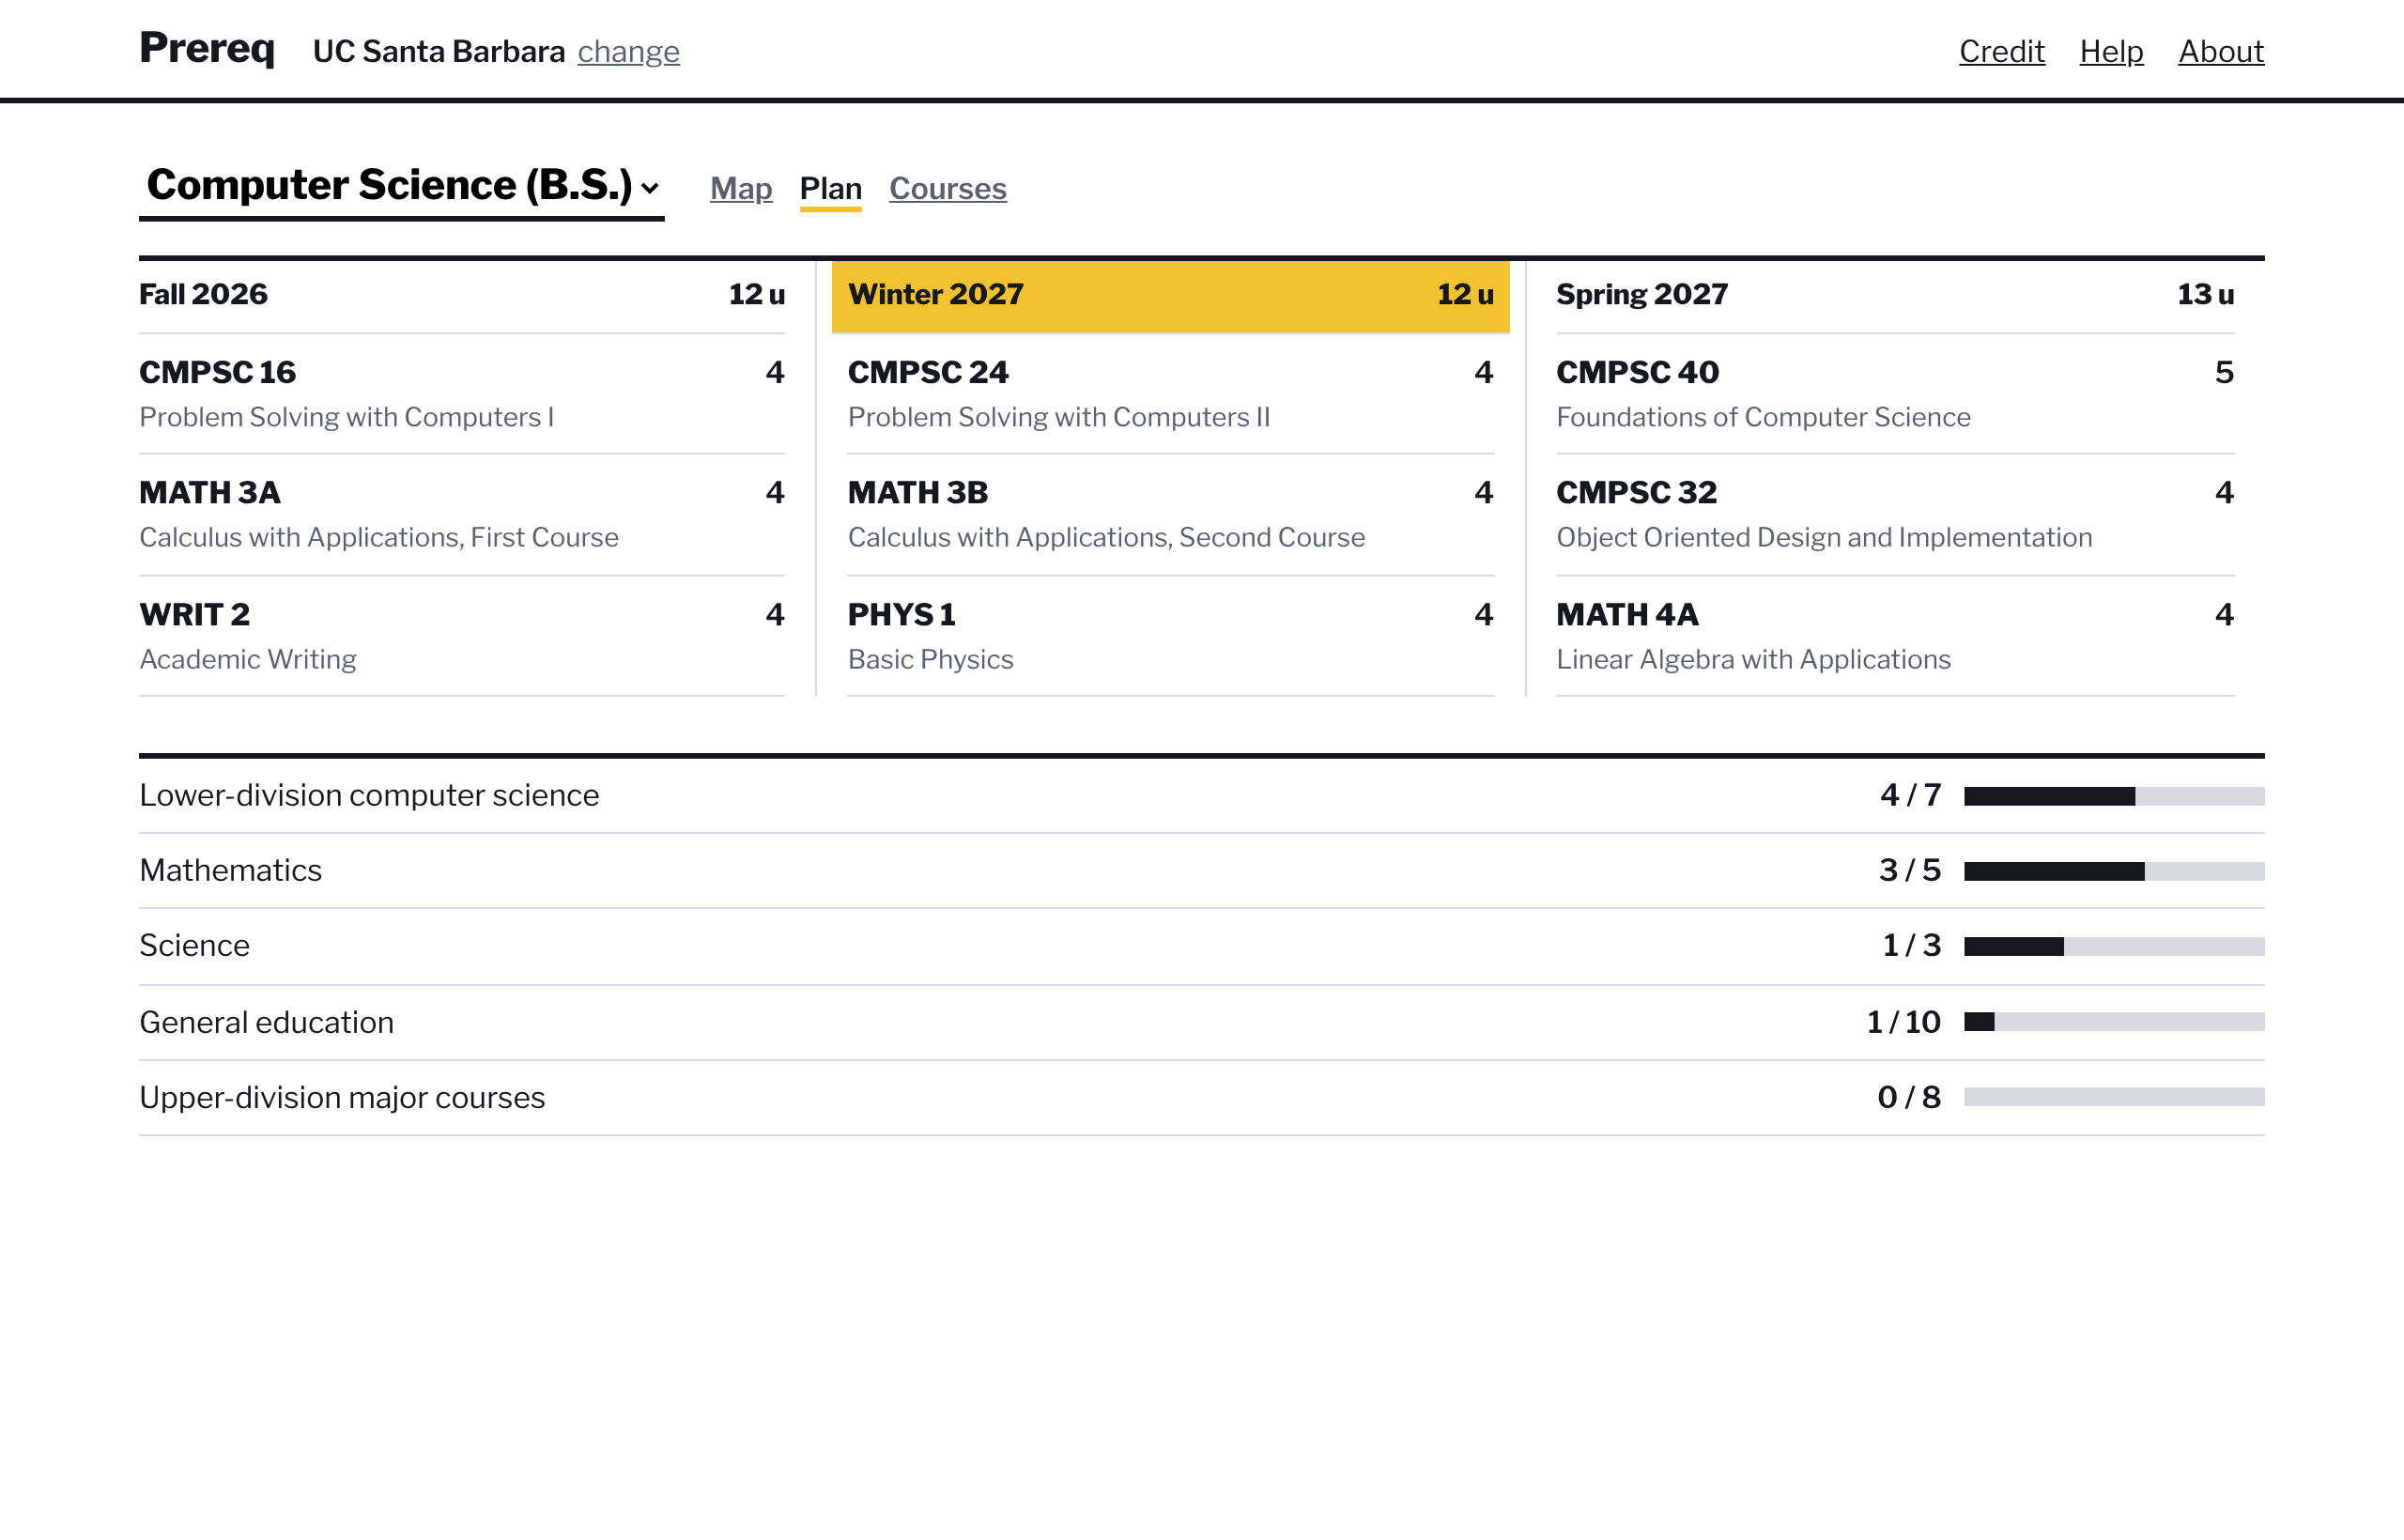 Prereq UC Santa Barbara change Credit Help About
Computer Science (B.S.) Map Plan Courses
Fall 2026 12 u
CMPSC 16 4
Problem Solving with Computers I
MATH 3A 4
Calculus with Applications, First Course
WRIT 2 4
Academic Writing
Winter 2027 12 u
CMPSC 24 4
Problem Solving with Computers II
MATH 3B 4
Calculus with Applications, Second Course
PHYS 1 4
Basic Physics
Spring 2027 13 u
CMPSC 40 5
Foundations of Computer Science
CMPSC 32 4
Object Oriented Design and Implementation
MATH 4A 4
Linear Algebra with Applications
Lower-division computer science 4 / 7
Mathematics 3 / 5
Science 1 / 3
General education 1 / 10
Upper-division major courses 0 / 8